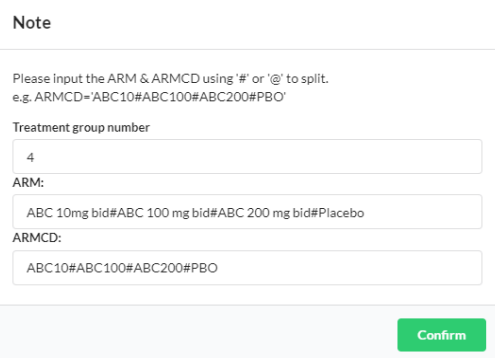 Note
Please input the ARM & ARMCD using '#' or '@' to split.
e.g. ARMCD='ABC10#ABC100#ABC200#PBO'
Treatment group number
4
ARM:
ABC 10mg bid#ABC 100 mg bid#ABC 200 mg bid#Placebo
ARMCD:
ABC10#ABC100#ABC200#PBO
Confirm